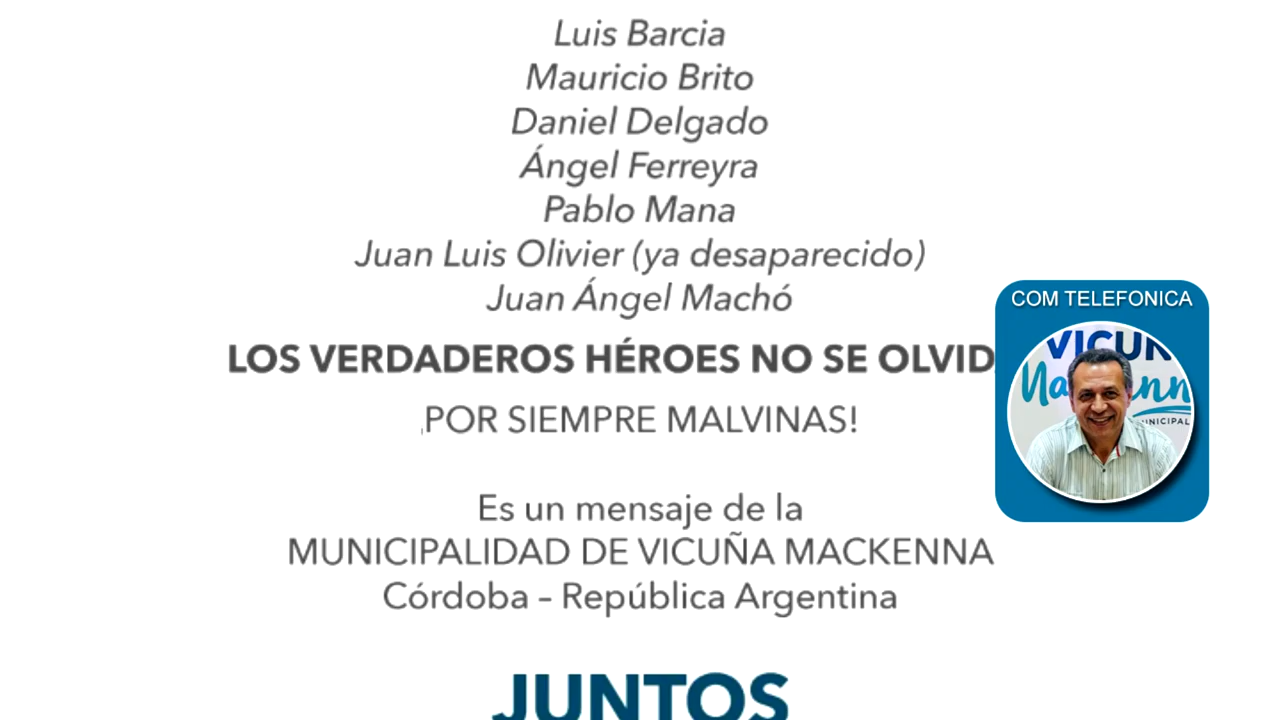 Luis Barcia
Mauricio Brito
Daniel Delgado
Ángel Ferreyra
Pablo Mana
Juan Luis Olivier (ya desaparecido)
Juan Ángel Machó
LOS VERDADEROS HÉROES NO SE OLVID
¡POR SIEMPRE MALVINAS!
Es un mensaje de la
MUNICIPALIDAD DE VICUÑA MACKENNA
Córdoba – República Argentina
JUNTOS
COM TELEFONICA
VICUÑ